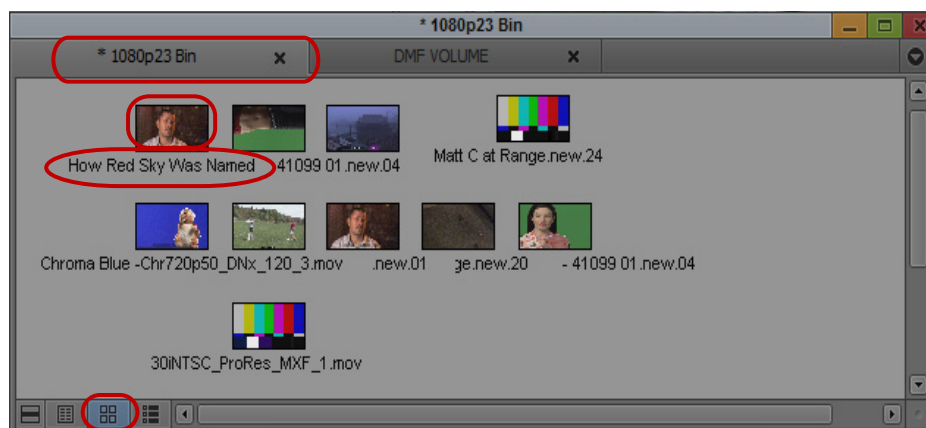 * 1080p23 Bin
* 1080p23 Bin DMF VOLUME
How Red Sky Was Named - 41099 01.new.04 Matt C at Range.new.24
Chroma Blue -Chr720p50_DNx_120_3.mov .new.01 ge.new.20 - 41099 01.new.04
30iNTSC_ProRes_MXF_1.mov